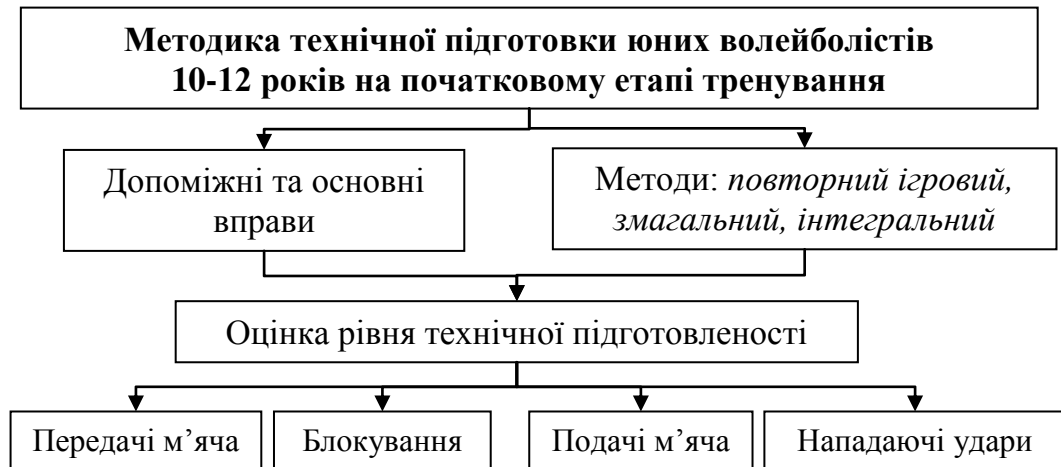 Методика технічної підготовки юних волейболістів
10-12 років на початковому етапі тренування
Допоміжні та основні
вправи
Методи: повторний ігровий,
змагальний, інтегральний
Оцінка рівня технічної підготовленості
Передачі м’яча
Блокування
Подачі м’яча
Нападаючі удари